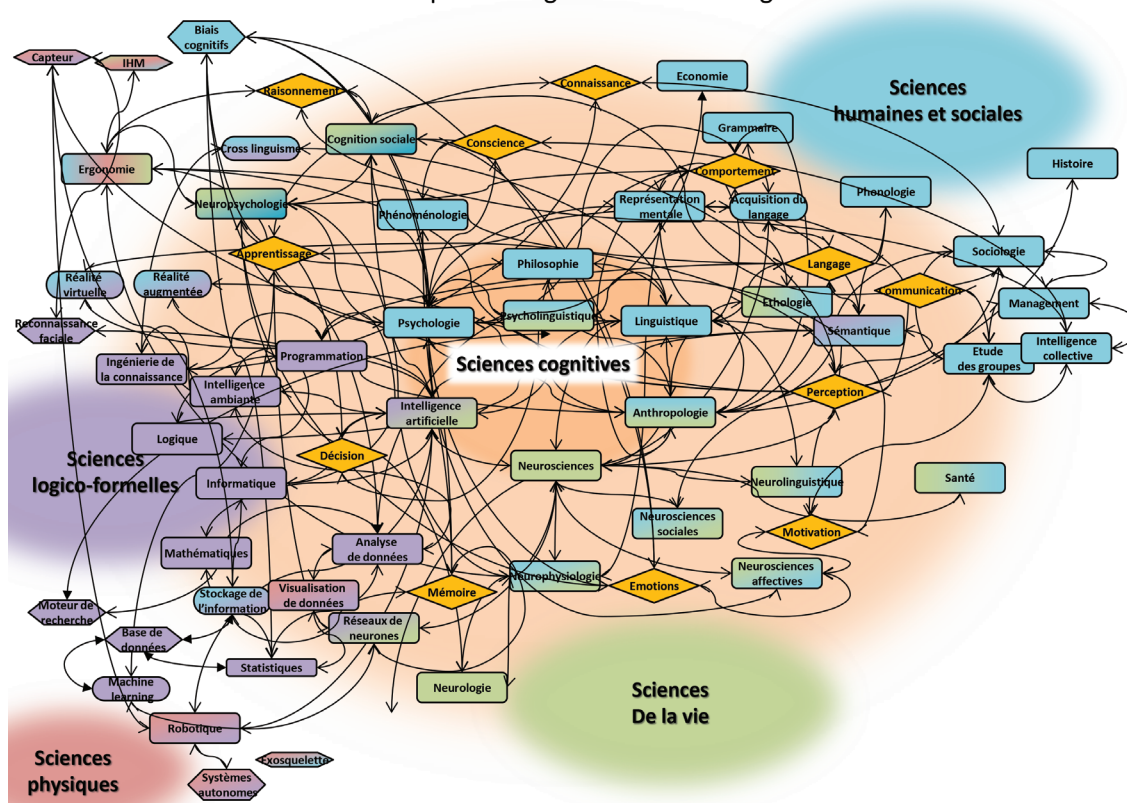 Biais
cognitifs
Capteur
IHM
Raisonnement
Connaissance
Economie
Sciences
humaines et sociales
Grammaire
Cross linguisme
Cognition sociale
Conscience
Histoire
Ergonomie
Comportement
Phonologie
Neuropsychologie
Phénoménologie
Représentation
mentale
Acquisition du
langage
Apprentissage
Philosophie
Langage
Sociologie
Réalité
virtuelle
Réalité
augmentée
Communication
Ethologie
Management
Psycholinguistique
Psychologie
Linguistique
Sémantique
Reconnaissance
faciale
Intelligence
collective
Etude
des groupes
Programmation
Sciences cognitives
Ingénierie de
la connaissance
Intelligence
ambiante
Perception
Intelligence
artificielle
Anthropologie
Logique
Décision
Sciences
logico-formelles
Neurosciences
Informatique
Neurolinguistique
Santé
Neurosciences
sociales
Motivation
Analyse
de données
Mathématiques
Neurosciences
affectives
Neurophysiologie
Emotions
Mémoire
Stockage de
l'information
Visualisation
de données
Moteur de
recherche
Réseaux de
neurones
Base de
données
Statistiques
Machine
learning
Neurologie
Sciences
De la vie
Robotique
Exosquelette
Sciences
physiques
Systèmes
autonomes